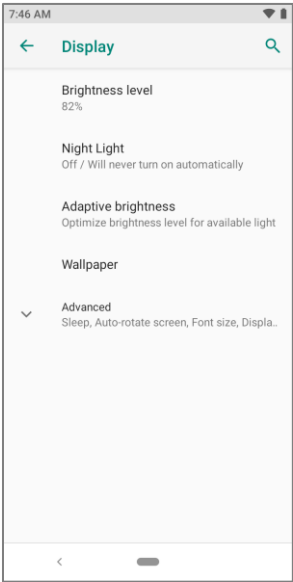 7:46 AM
Display
Brightness level
82%
Night Light
Off / Will never turn on automatically
Adaptive brightness
Optimize brightness level for available light
Wallpaper
Advanced
Sleep, Auto-rotate screen, Font size, Displa..